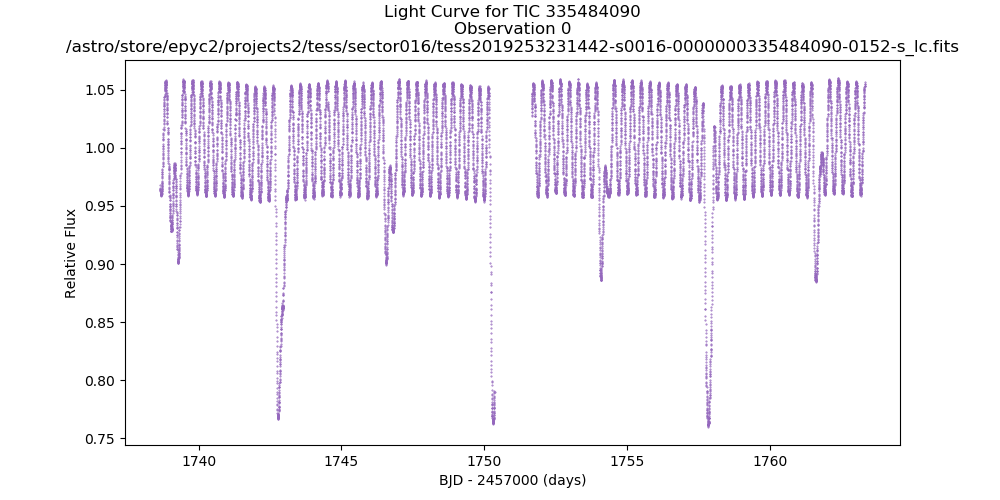 Light Curve for TIC 335484090
Observation 0
/astro/store/epyc2/projects2/tess/sector016/tess2019253231442-s0016-0000000335484090-0152-s_lc.fits
1.05
1.00
0.95
0.90
0.85
0.80
0.75
Relative Flux
1740
1745
1750
1755
1760
BJD - 2457000 (days)